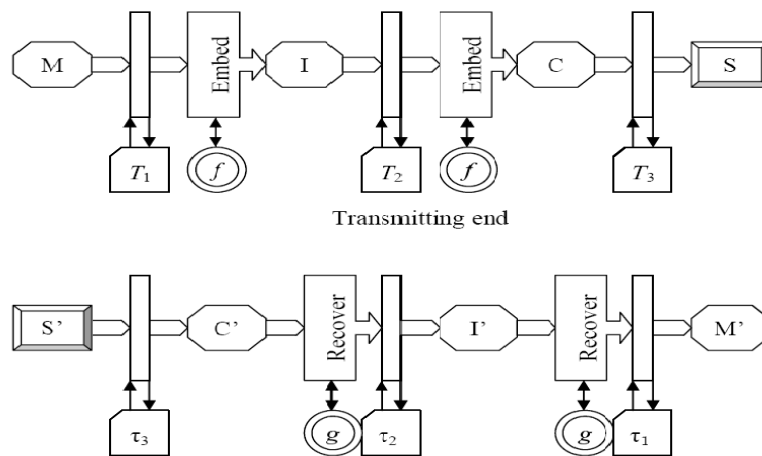 M Embed I Embed C S
T₁ f T₂ f T₃
Transmitting end
S' C' Recover I' Recover M'
τ₃ g τ₂ g τ₁